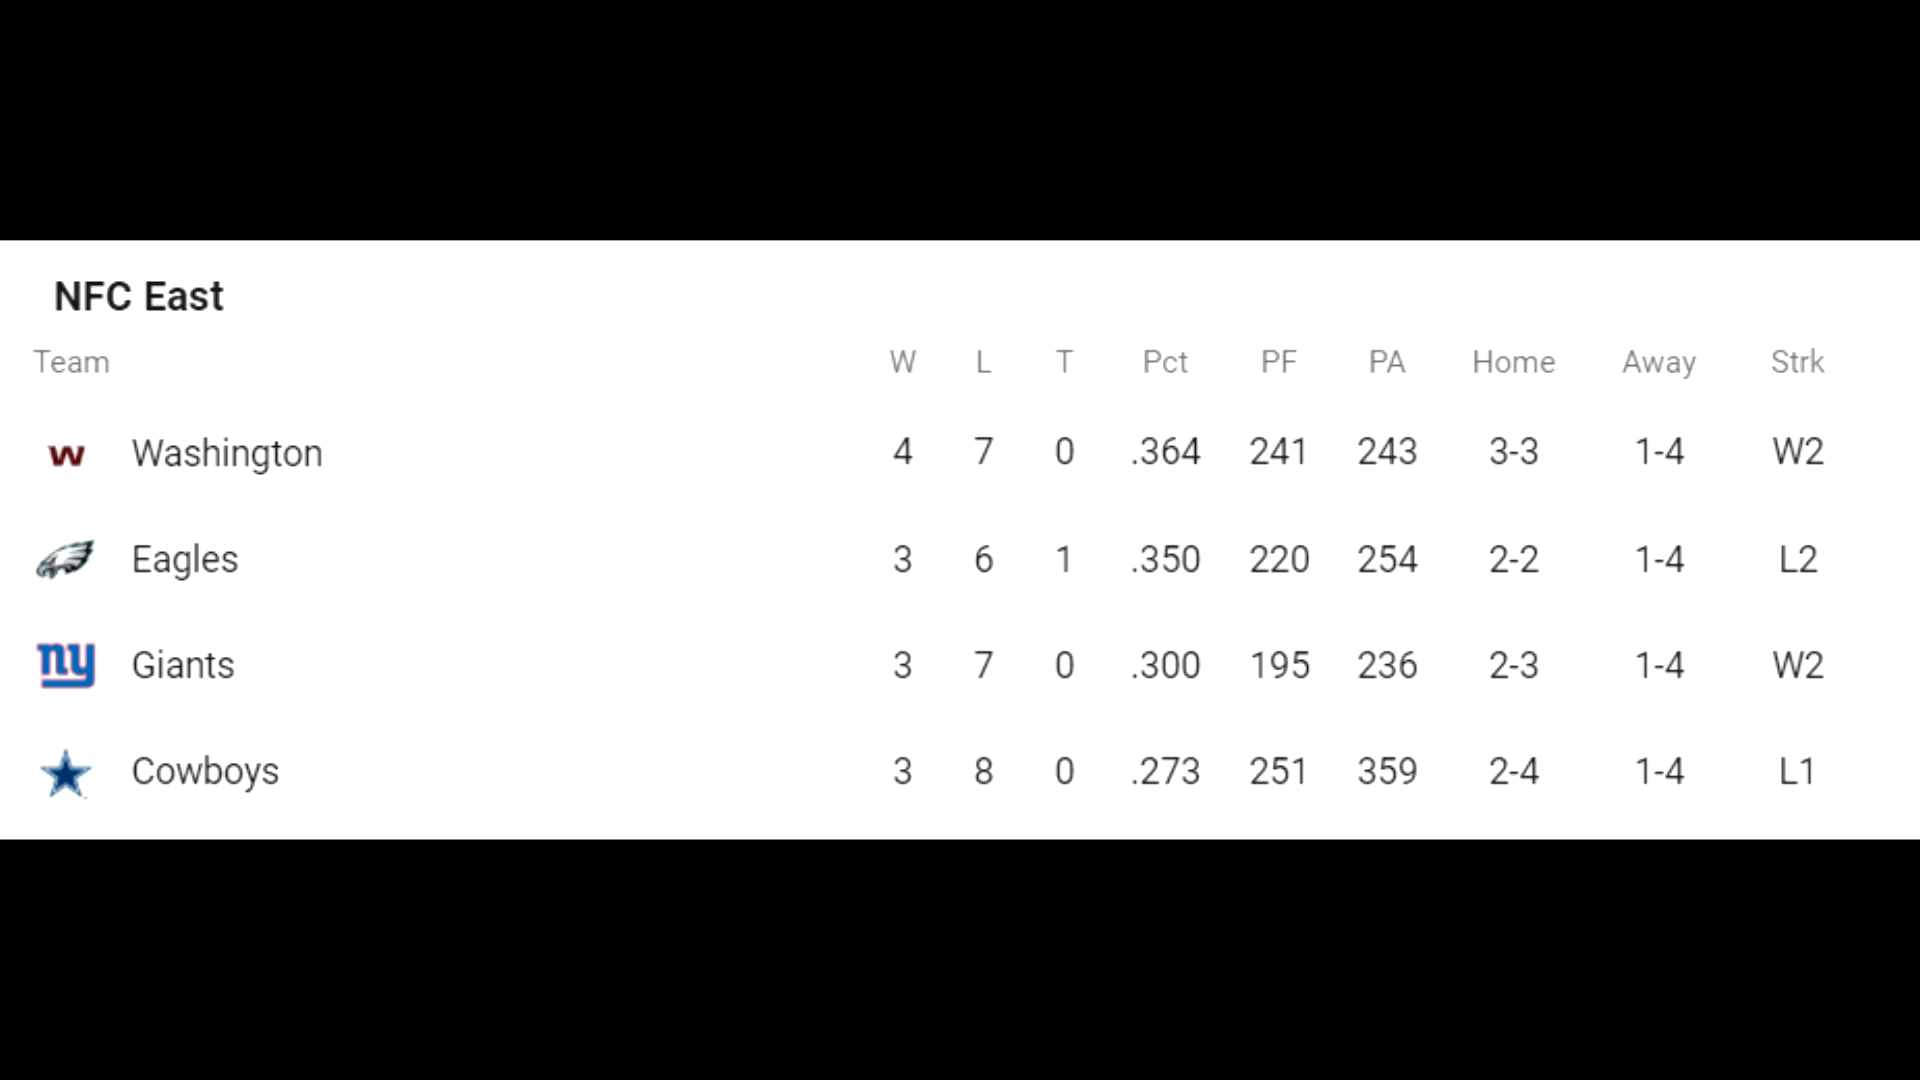 NFC East
Team W L T Pct PF PA Home Away Strk
w Washington 4 7 0 .364 241 243 3-3 1-4 W2
Eagles 3 6 1 .350 220 254 2-2 1-4 L2
ny Giants 3 7 0 .300 195 236 2-3 1-4 W2
Cowboys 3 8 0 .273 251 359 2-4 1-4 L1